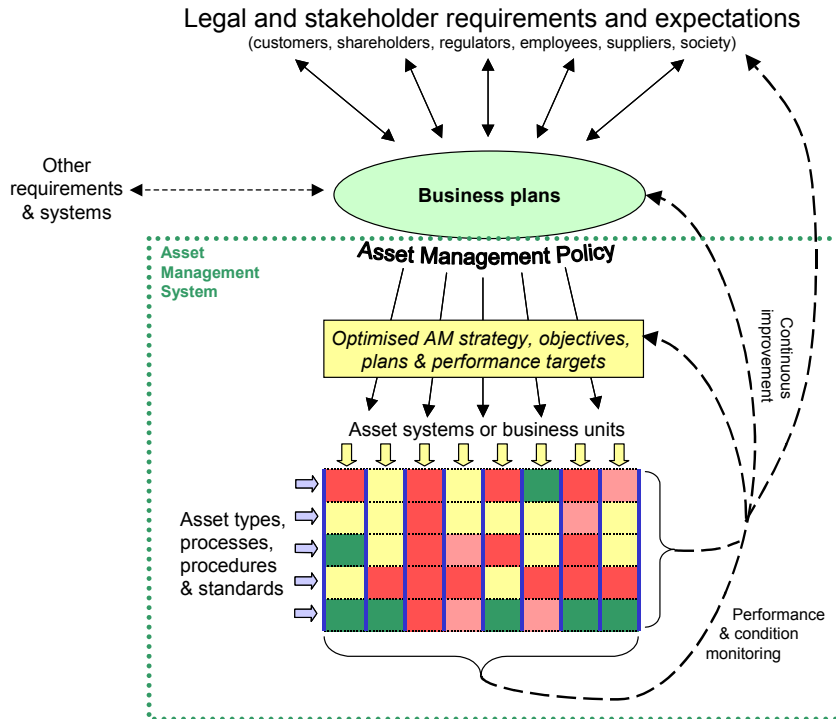 Legal and stakeholder requirements and expectations
(customers, shareholders, regulators, employees, suppliers, society)
Other
requirements
& systems
Business plans
Asset
Management
System
Asset Management Policy
Optimised AM strategy, objectives,
plans & performance targets
Continuous
improvement
Asset systems or business units
Asset types,
processes,
procedures
& standards
Performance
& condition
monitoring